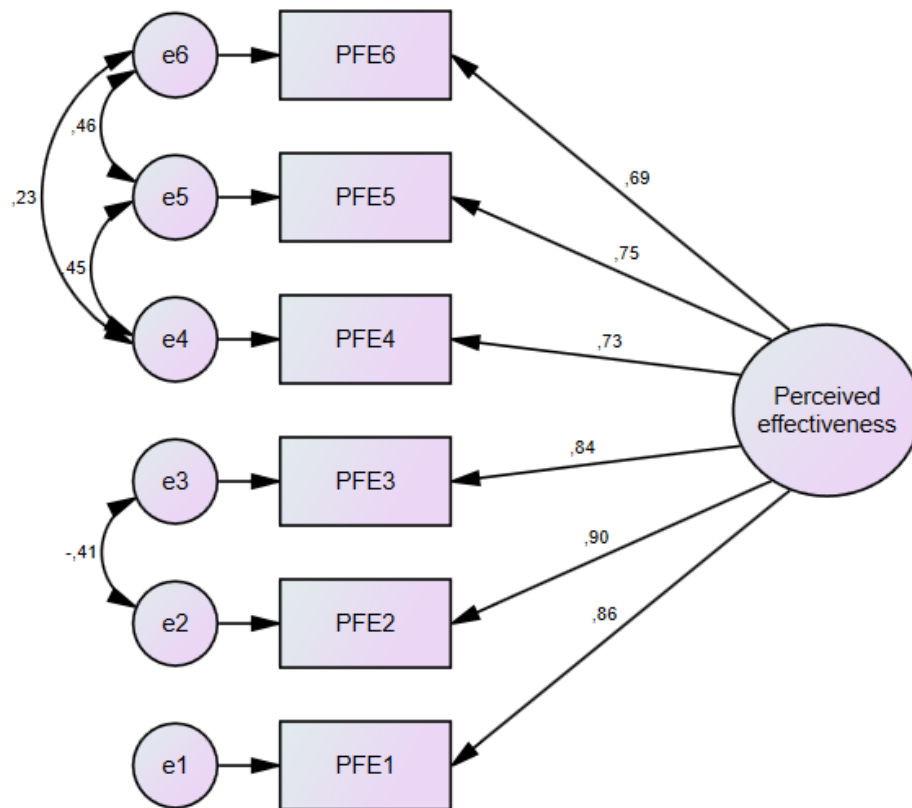 e6
PFE6
,46
,69
e5
PFE5
,23
,75
,45
e4
PFE4
,73
Perceived
effectiveness
e3
PFE3
,84
-,41
,90
e2
PFE2
,86
e1
PFE1